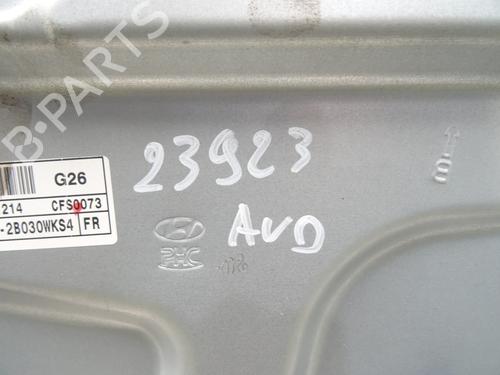 B-PARTS
23923
G26
214 CFS0073
-2B030WKS4 FR
AVD
PHC